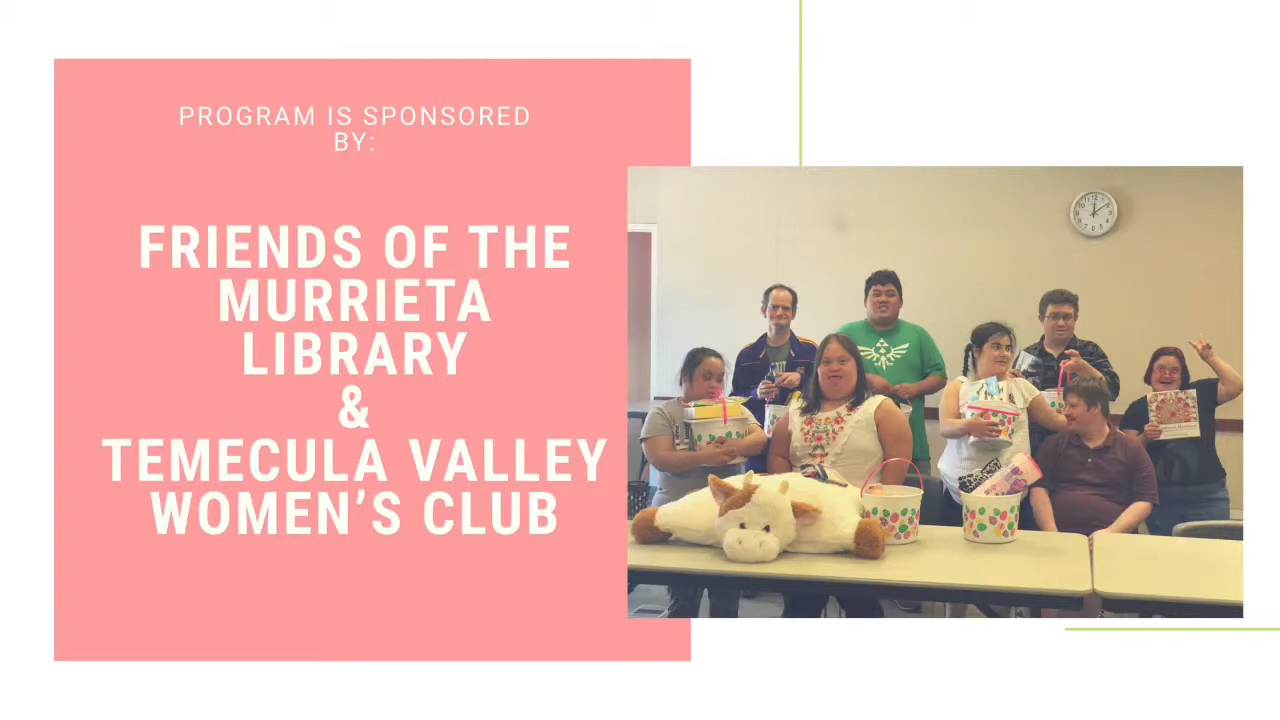 PROGRAM IS SPONSORED
BY:
FRIENDS OF THE
MURRIETA
LIBRARY
&
TEMECULA VALLEY
WOMEN’S CLUB